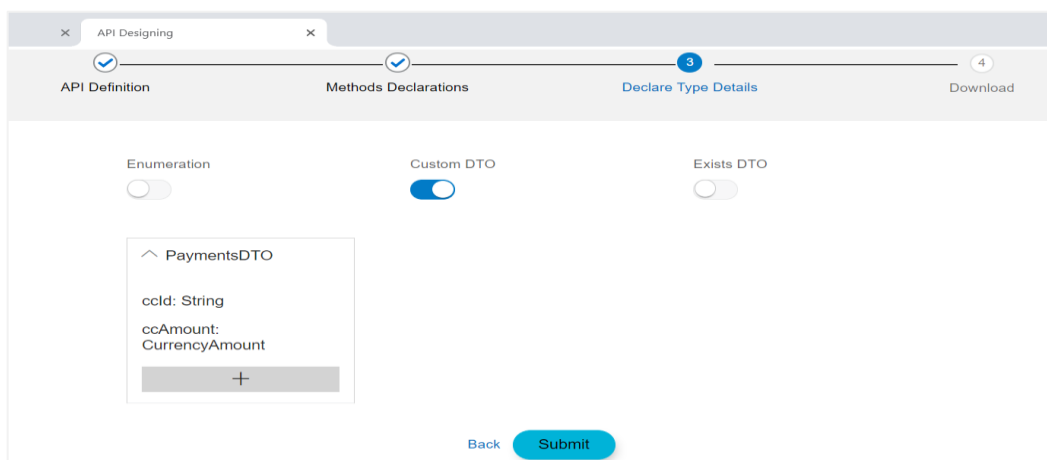 API Designing
3
4
API Definition
Methods Declarations
Declare Type Details
Download
Enumeration
Custom DTO
Exists DTO
PaymentsDTO
ccId: String
ccAmount:
CurrencyAmount
+
Back
Submit